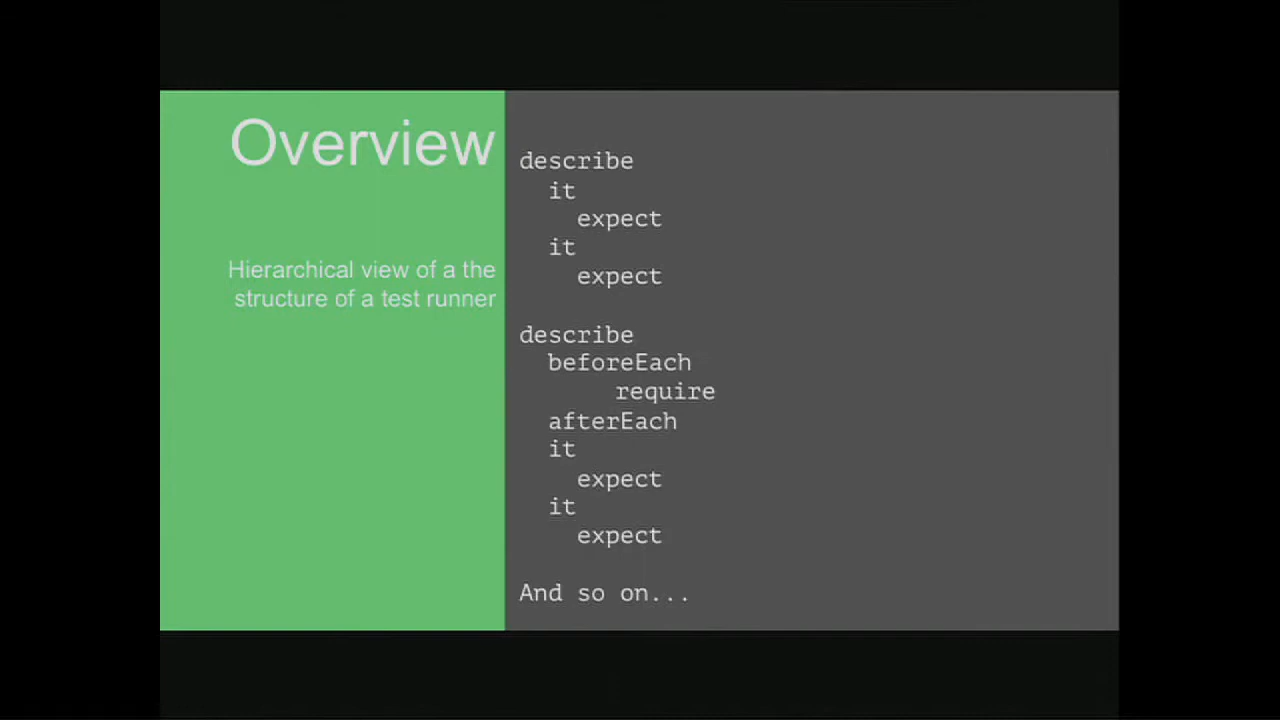 Overview
Hierarchical view of a the
structure of a test runner
describe
it
expect
it
expect
describe
beforeEach
require
afterEach
it
expect
it
expect
And so on...